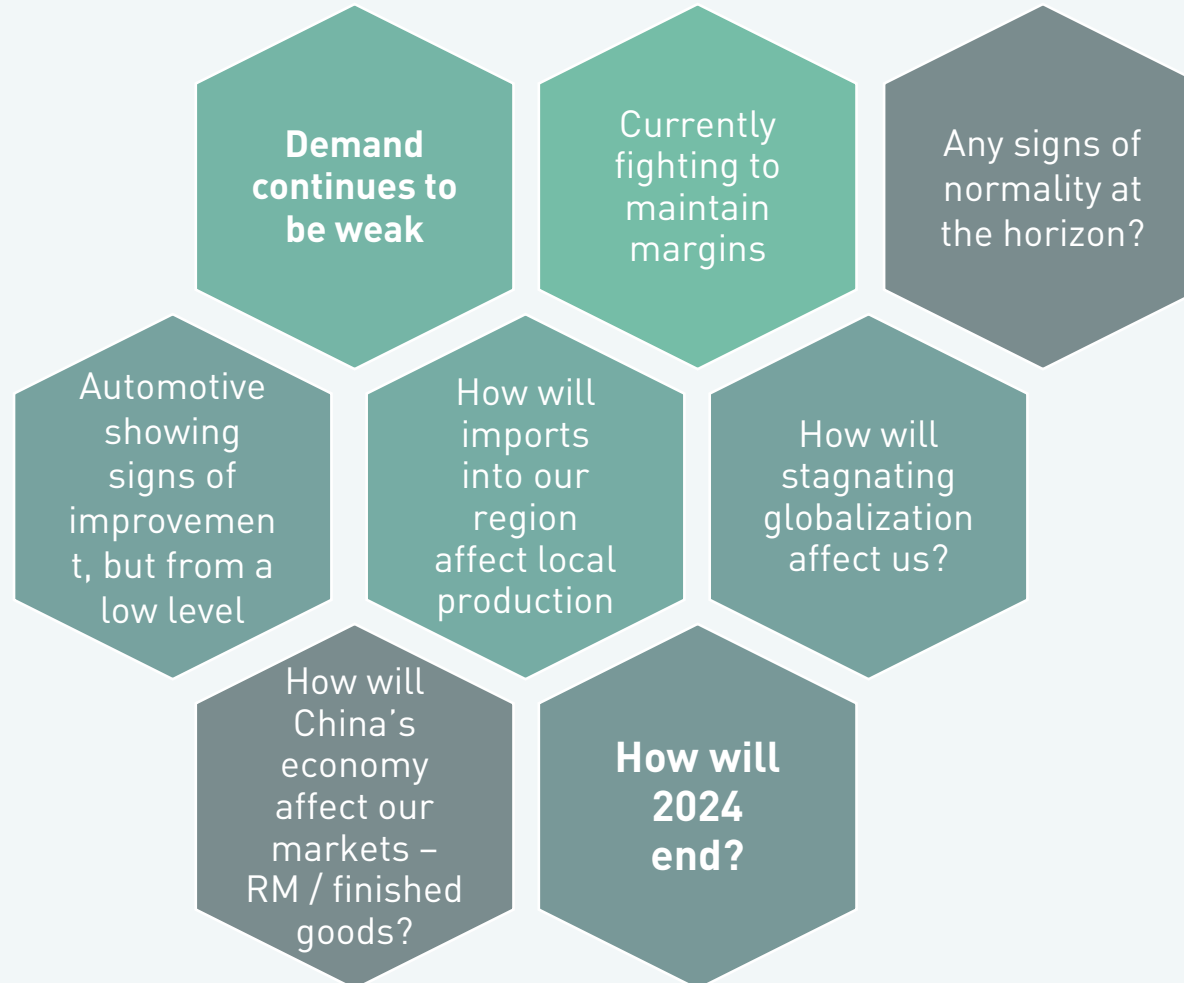 Demand
continues to
be weak
Currently
fighting to
maintain
margins
Any signs of
normality at
the horizon?
Automotive
showing
signs of
improvemen
t, but from a
low level
How will
imports
into our
region
affect local
production
How will
stagnating
globalization
affect us?
How will
China’s
economy
affect our
markets –
RM / finished
goods?
How will
2024
end?